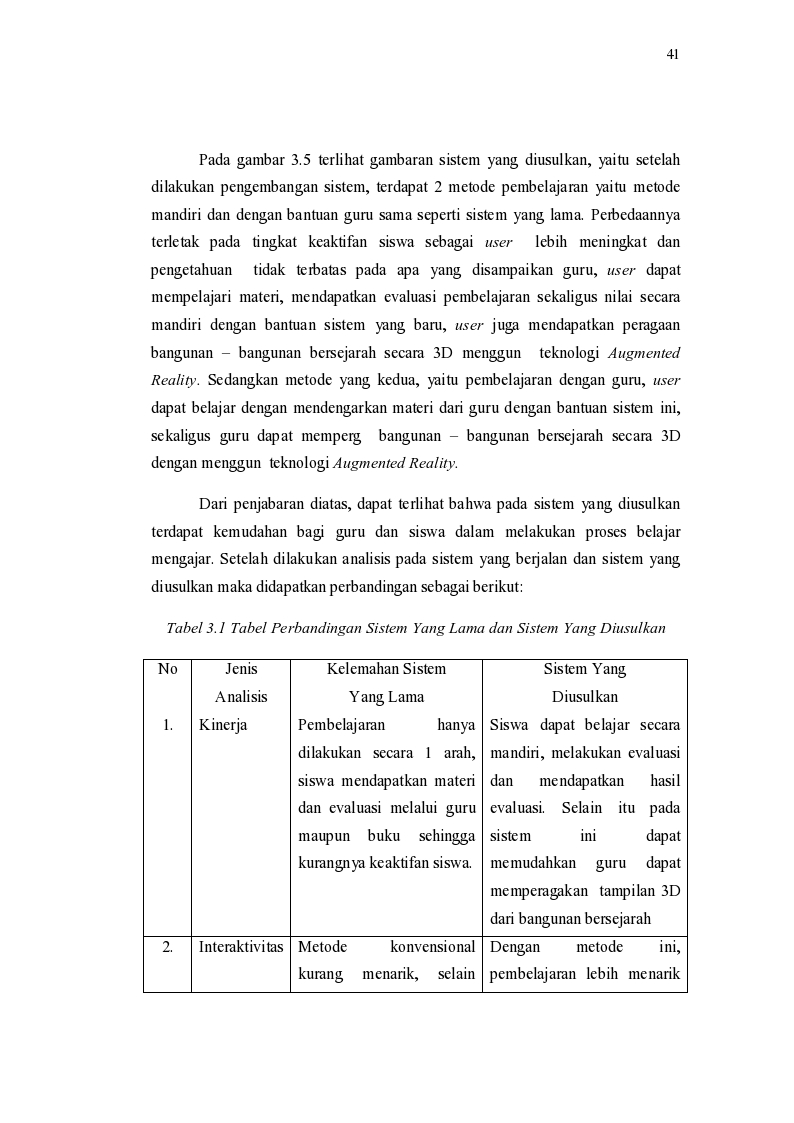 41
Pada gambar 3.5 terlihat gambaran sistem yang diusulkan, yaitu setelah
dilakukan pengembangan sistem, terdapat 2 metode pembelajaran yaitu metode
mandiri dan dengan bantuan guru sama seperti sistem yang lama. Perbedaannya
terletak pada tingkat keaktifan siswa sebagai user lebih meningkat dan
pengetahuan tidak terbatas pada apa yang disampaikan guru, user dapat
mempelajari materi, mendapatkan evaluasi pembelajaran sekaligus nilai secara
mandiri dengan bantuan sistem yang baru, user juga mendapatkan peragaan
bangunan – bangunan bersejarah secara 3D menggun teknologi Augmented
Reality. Sedangkan metode yang kedua, yaitu pembelajaran dengan guru, user
dapat belajar dengan mendengarkan materi dari guru dengan bantuan sistem ini,
sekaligus guru dapat memperg bangunan – bangunan bersejarah secara 3D
dengan menggun teknologi Augmented Reality.
Dari penjabaran diatas, dapat terlihat bahwa pada sistem yang diusulkan
terdapat kemudahan bagi guru dan siswa dalam melakukan proses belajar
mengajar. Setelah dilakukan analisis pada sistem yang berjalan dan sistem yang
diusulkan maka didapatkan perbandingan sebagai berikut:
Tabel 3.1 Tabel Perbandingan Sistem Yang Lama dan Sistem Yang Diusulkan
No
Jenis
Analisis
Kelemahan Sistem
Yang Lama
Sistem Yang
Diusulkan
1.
Kinerja
Pembelajaran hanya
dilakukan secara 1 arah,
siswa mendapatkan materi
dan evaluasi melalui guru
maupun buku sehingga
kurangnya keaktifan siswa.
Siswa dapat belajar secara
mandiri, melakukan evaluasi
dan mendapatkan hasil
evaluasi. Selain itu pada
sistem ini dapat
memudahkan guru dapat
memperagakan tampilan 3D
dari bangunan bersejarah
2.
Interaktivitas
Metode konvensional
kurang menarik, selain
Dengan metode ini,
pembelajaran lebih menarik